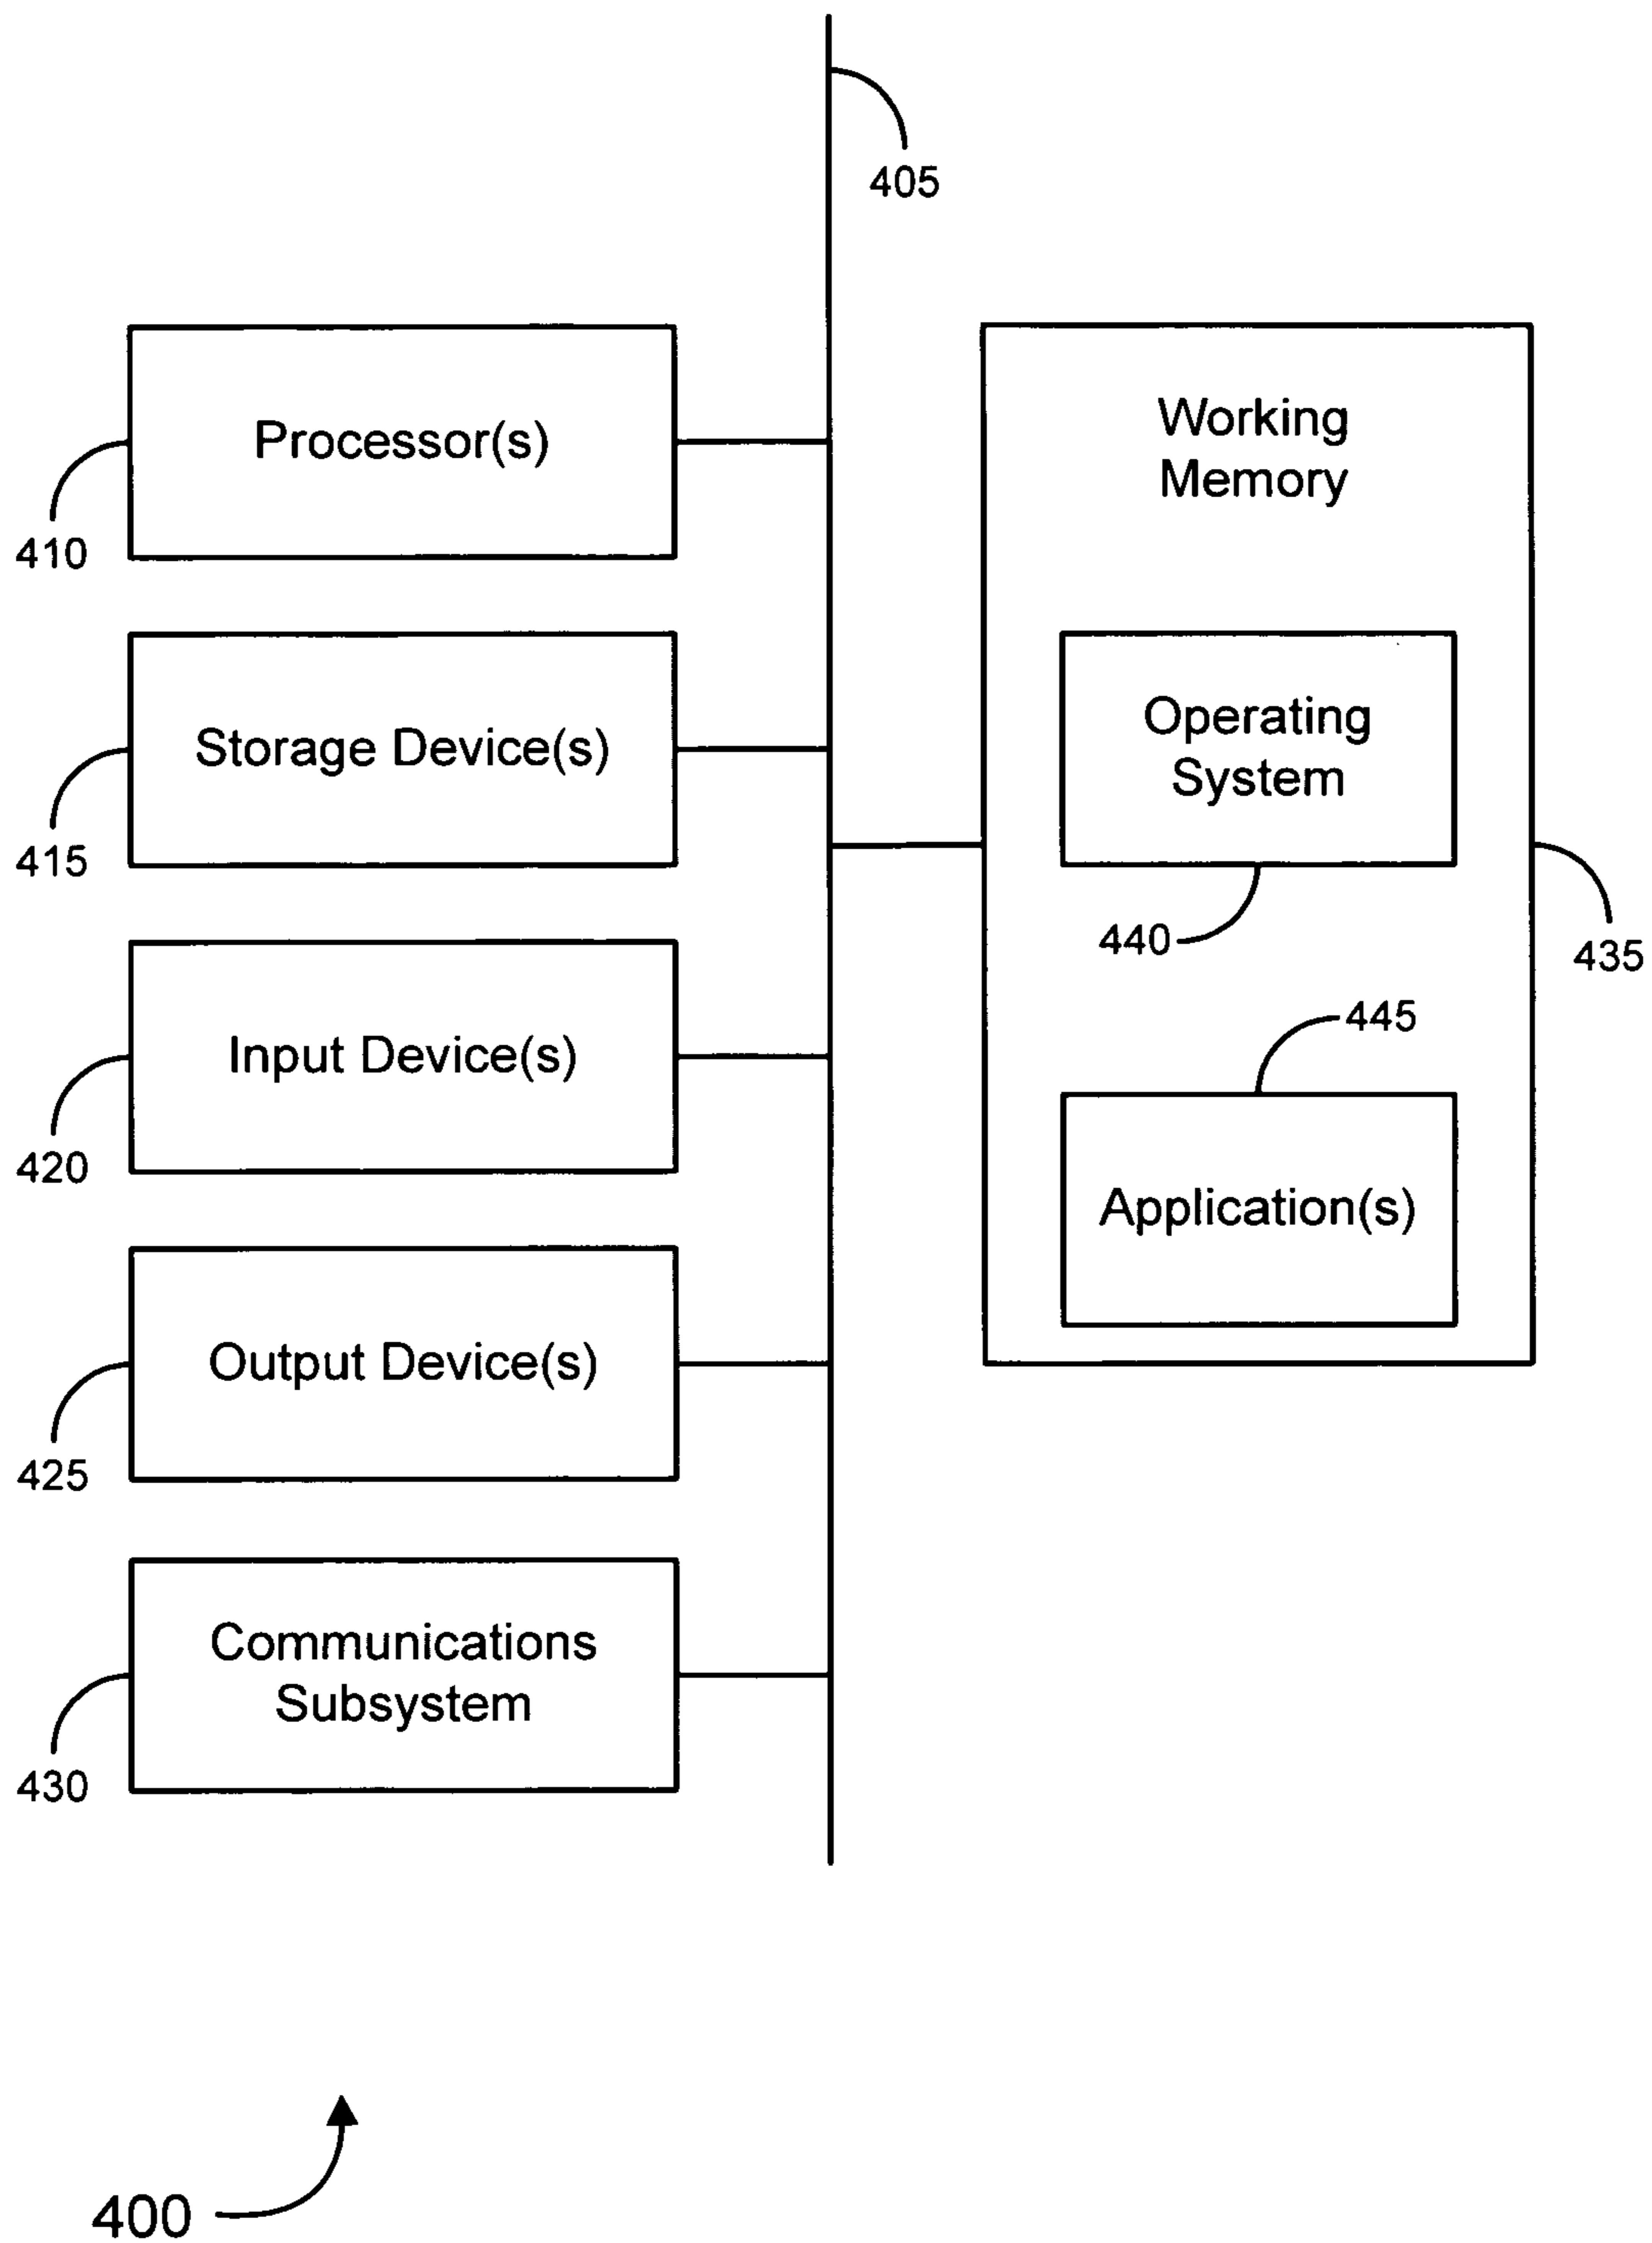 405
Processor(s)
410
Working
Memory
Storage Device(s)
415
Operating
System
440
435
Input Device(s)
420
445
Application(s)
Output Device(s)
425
Communications
Subsystem
430
400